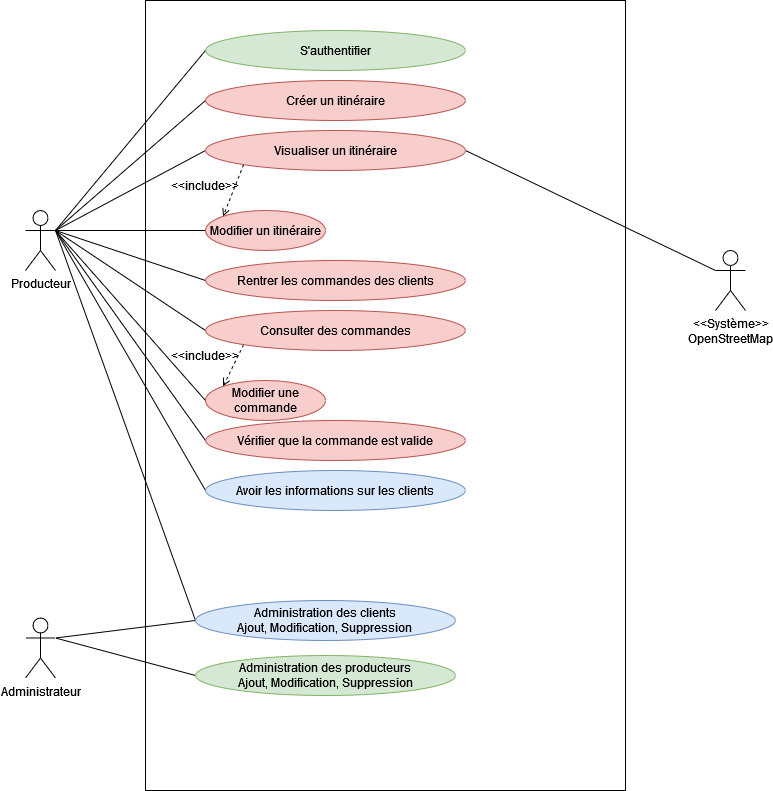 S'authentifier
Créer un itinéraire
Visualiser un itinéraire
<<include>>
Modifier un itinéraire
Producteur
Rentrer les commandes des clients
<<Système>>
OpenStreetMap
Consulter des commandes
<<include>>
Modifier une
commande
Vérifier que la commande est valide
Avoir les informations sur les clients
Administration des clients
Ajout, Modification, Suppression
Administration des producteurs
Ajout, Modification, Suppression
Administrateur